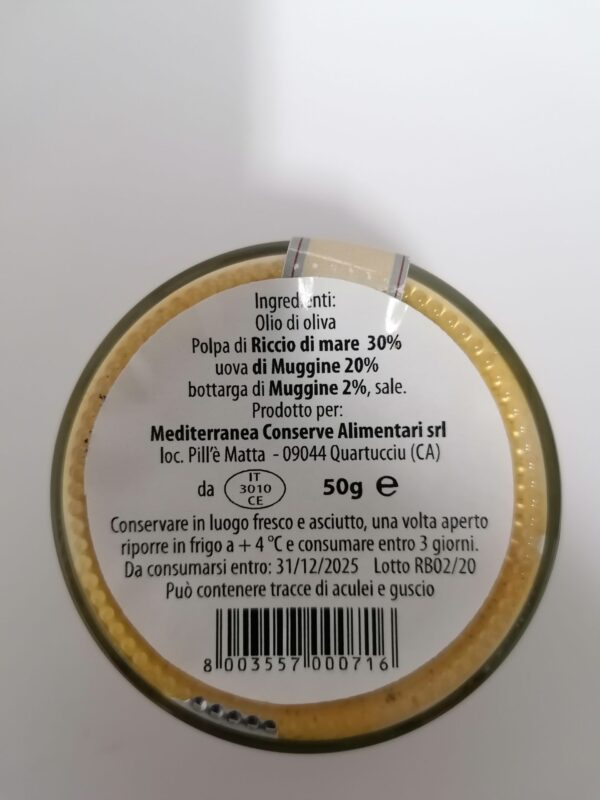 Ingredienti:
Olio di oliva
Polpa di Riccio di mare 30%
uova di Muggine 20%
bottarga di Muggine 2%, sale.
Prodotto per:
Mediterranea Conserve Alimentari srl
loc. Pill'è Matta - 09044 Quartucciu (CA)
da IT 3010 CE 50g e
Conservare in luogo fresco e asciutto, una volta aperto
riporre in frigo a + 4 °C e consumare entro 3 giorni.
Da consumarsi entro: 31/12/2025 Lotto RB02/20
Può contenere tracce di aculei e guscio
8 003557 000716